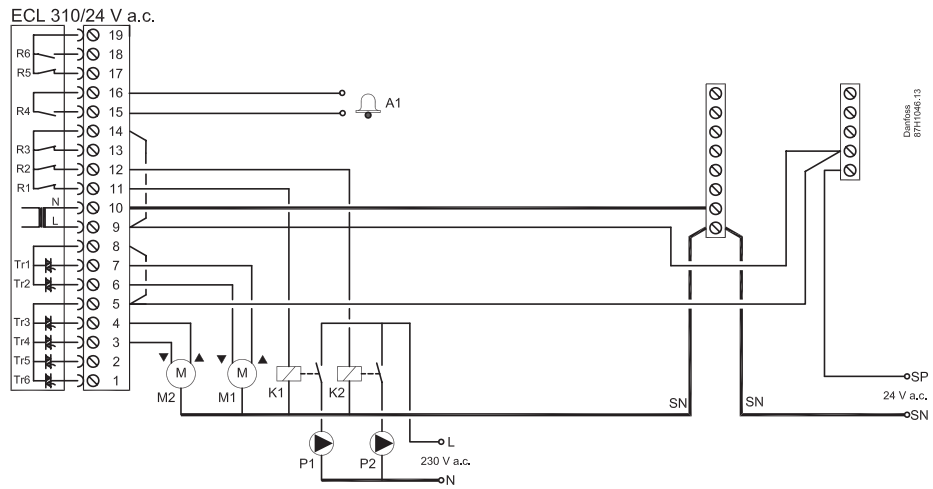 ECL 310/24 V a.c.
19
R6 18
R5 17
16
R4 15 A1
14
R3 13
R2 12
R1 11
N 10
L 9
8
Tr1 7
Tr2 6
5
Tr3 4
Tr4 3
Tr5 2
Tr6 1
M M
M2 M1 K1 K2
SN SN
SP
24 V a.c.
SN
P1 P2
L
230 V a.c.
N
Danfoss
87H1046.13